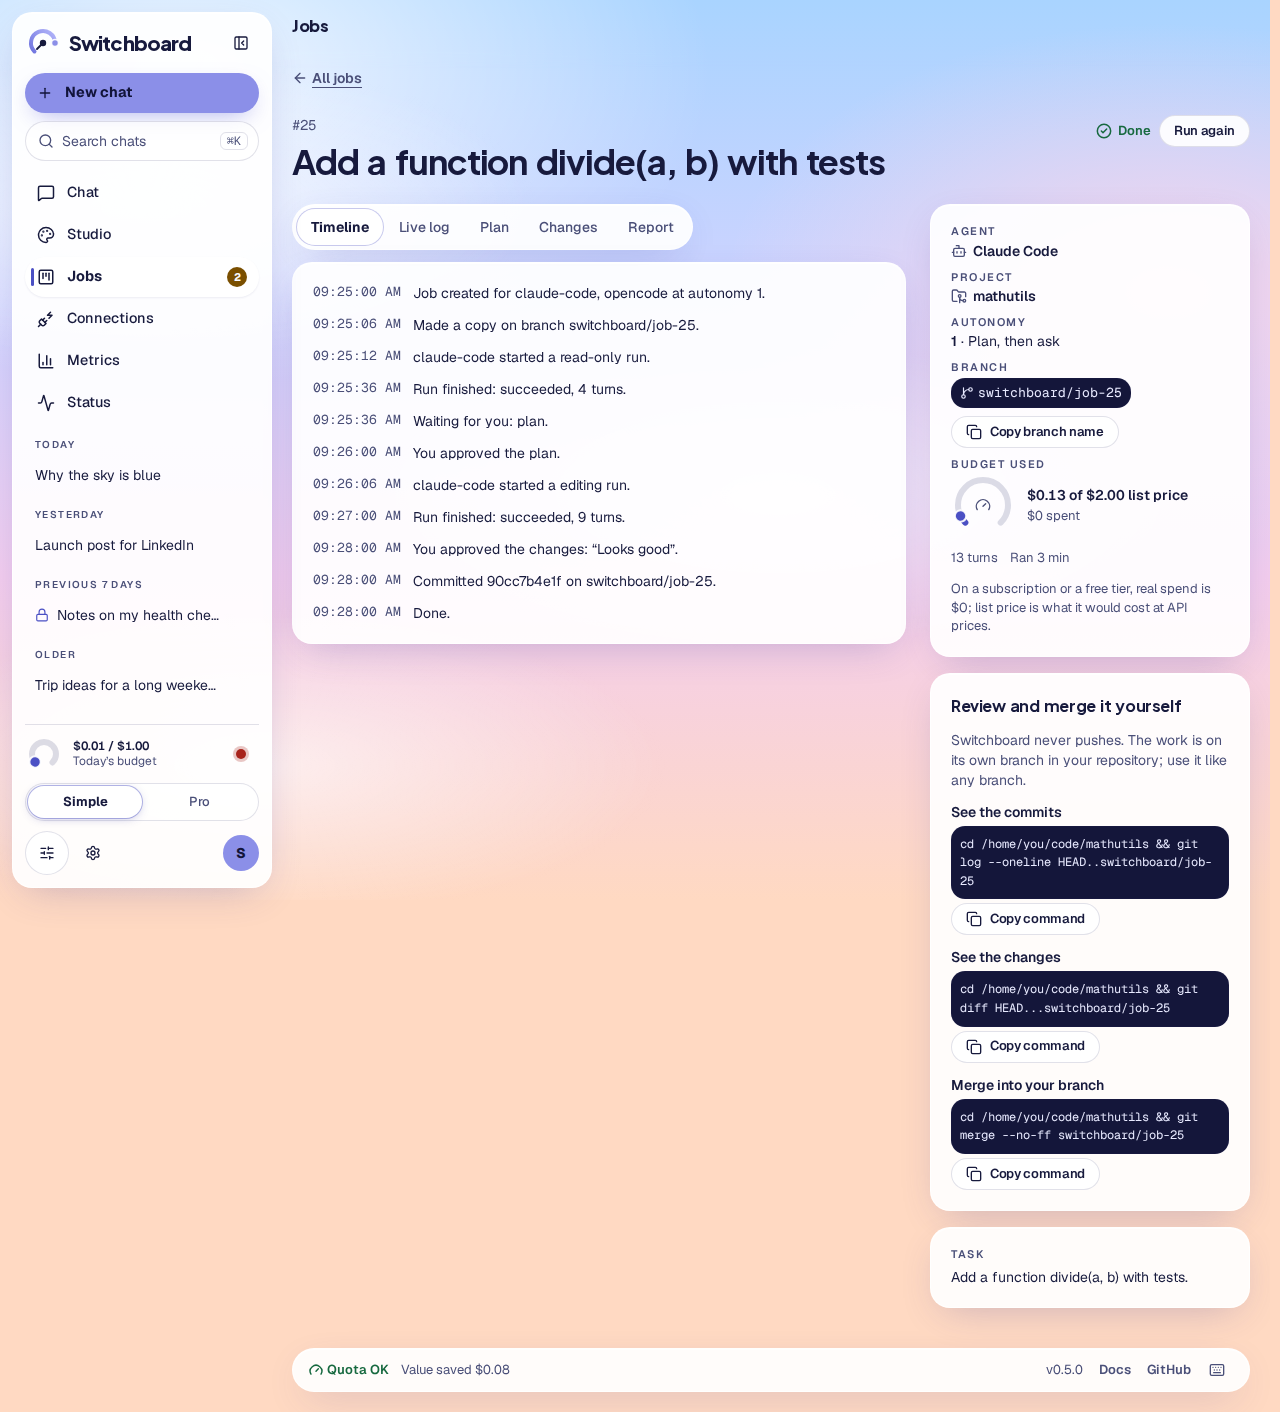 Switchboard
New chat
Search chats
⌘K
Chat
Studio
Jobs
2
Connections
Metrics
Status
TODAY
Why the sky is blue
YESTERDAY
Launch post for LinkedIn
PREVIOUS 7 DAYS
Notes on my health che…
OLDER
Trip ideas for a long weeke…
$0.01 / $1.00
Today's budget
Simple
Pro
S
Jobs
All jobs
#25
Add a function divide(a, b) with tests
Done
Run again
Timeline
Live log
Plan
Changes
Report
09:25:00 AM Job created for claude-code, opencode at autonomy 1.
09:25:06 AM Made a copy on branch switchboard/job-25.
09:25:12 AM claude-code started a read-only run.
09:25:36 AM Run finished: succeeded, 4 turns.
09:25:36 AM Waiting for you: plan.
09:26:00 AM You approved the plan.
09:26:06 AM claude-code started a editing run.
09:27:00 AM Run finished: succeeded, 9 turns.
09:28:00 AM You approved the changes: “Looks good”.
09:28:00 AM Committed 90cc7b4e1f on switchboard/job-25.
09:28:00 AM Done.
AGENT
Claude Code
PROJECT
mathutils
AUTONOMY
1 · Plan, then ask
BRANCH
switchboard/job-25
Copy branch name
BUDGET USED
$0.13 of $2.00 list price
$0 spent
13 turns Ran 3 min
On a subscription or a free tier, real spend is
$0; list price is what it would cost at API
prices.
Review and merge it yourself
Switchboard never pushes. The work is on
its own branch in your repository; use it like
any branch.
See the commits
cd /home/you/code/mathutils && git
log --oneline HEAD..switchboard/job-
25
Copy command
See the changes
cd /home/you/code/mathutils && git
diff HEAD...switchboard/job-25
Copy command
Merge into your branch
cd /home/you/code/mathutils && git
merge --no-ff switchboard/job-25
Copy command
TASK
Add a function divide(a, b) with tests.
Quota OK
Value saved $0.08
v0.5.0
Docs
GitHub